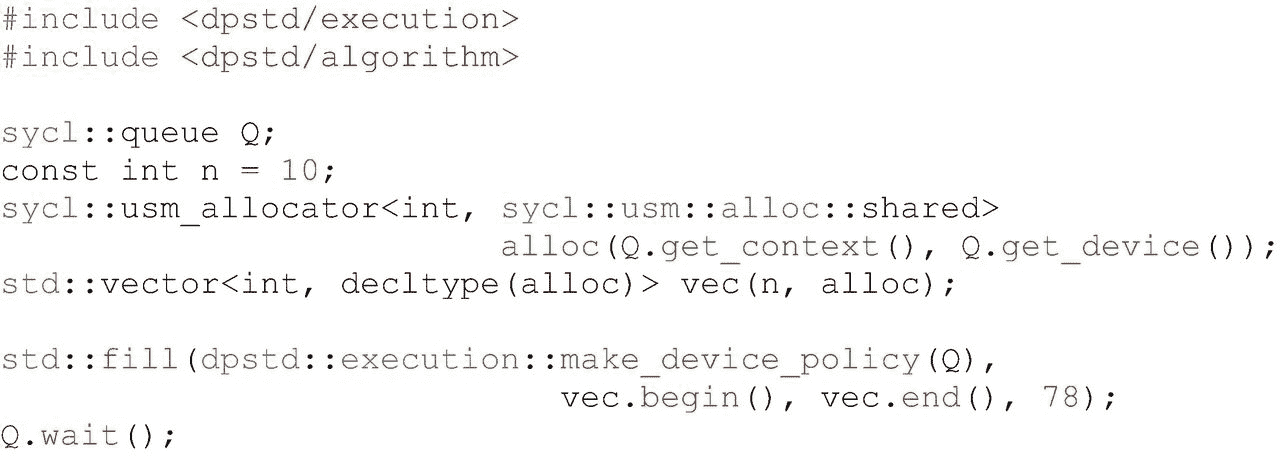 #include <dpstd/execution>
#include <dpstd/algorithm>

sycl::queue Q;
const int n = 10;
sycl::usm_allocator<int, sycl::usm::alloc::shared>
                         alloc(Q.get_context(), Q.get_device());
std::vector<int, decltype(alloc)> vec(n, alloc);

std::fill(dpstd::execution::make_device_policy(Q),
                            vec.begin(), vec.end(), 78);
Q.wait();